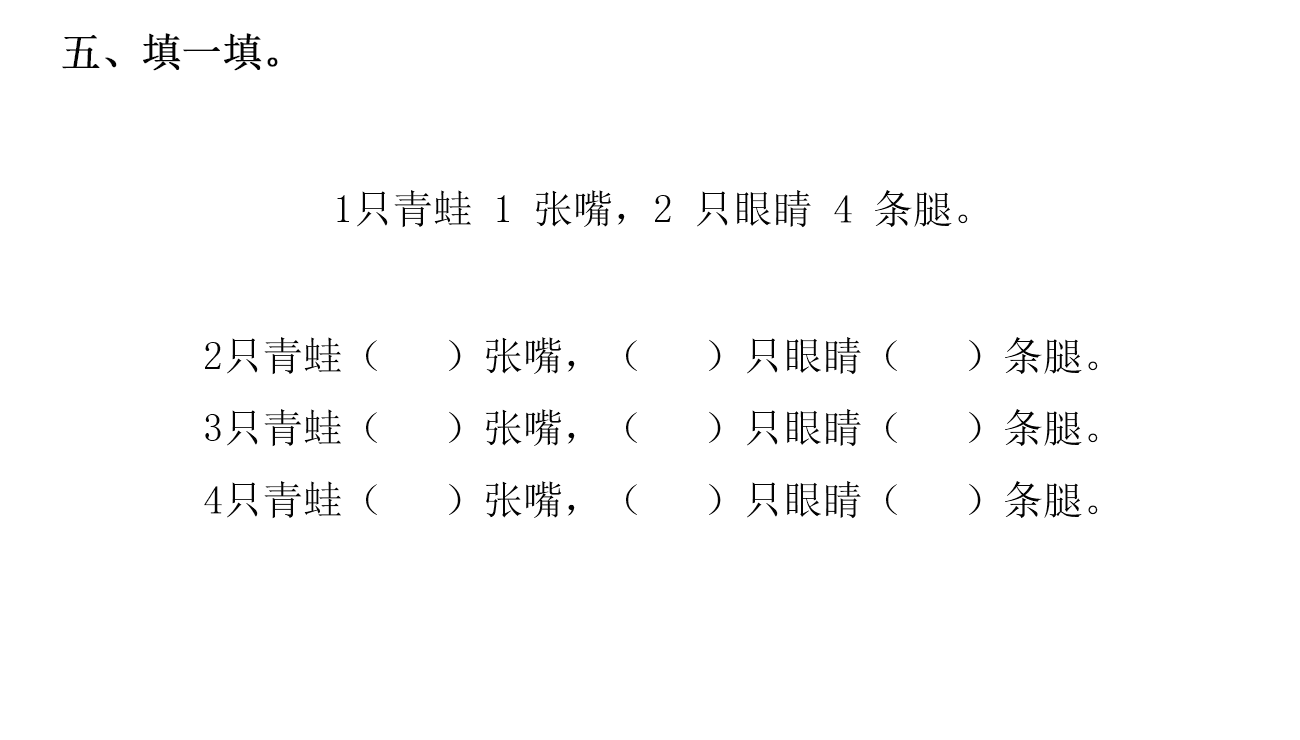 五、填一填。
1只青蛙 1 张嘴，2 只眼睛 4 条腿。
2只青蛙（　）张嘴，（　）只眼睛（　）条腿。
3只青蛙（　）张嘴，（　）只眼睛（　）条腿。
4只青蛙（　）张嘴，（　）只眼睛（　）条腿。